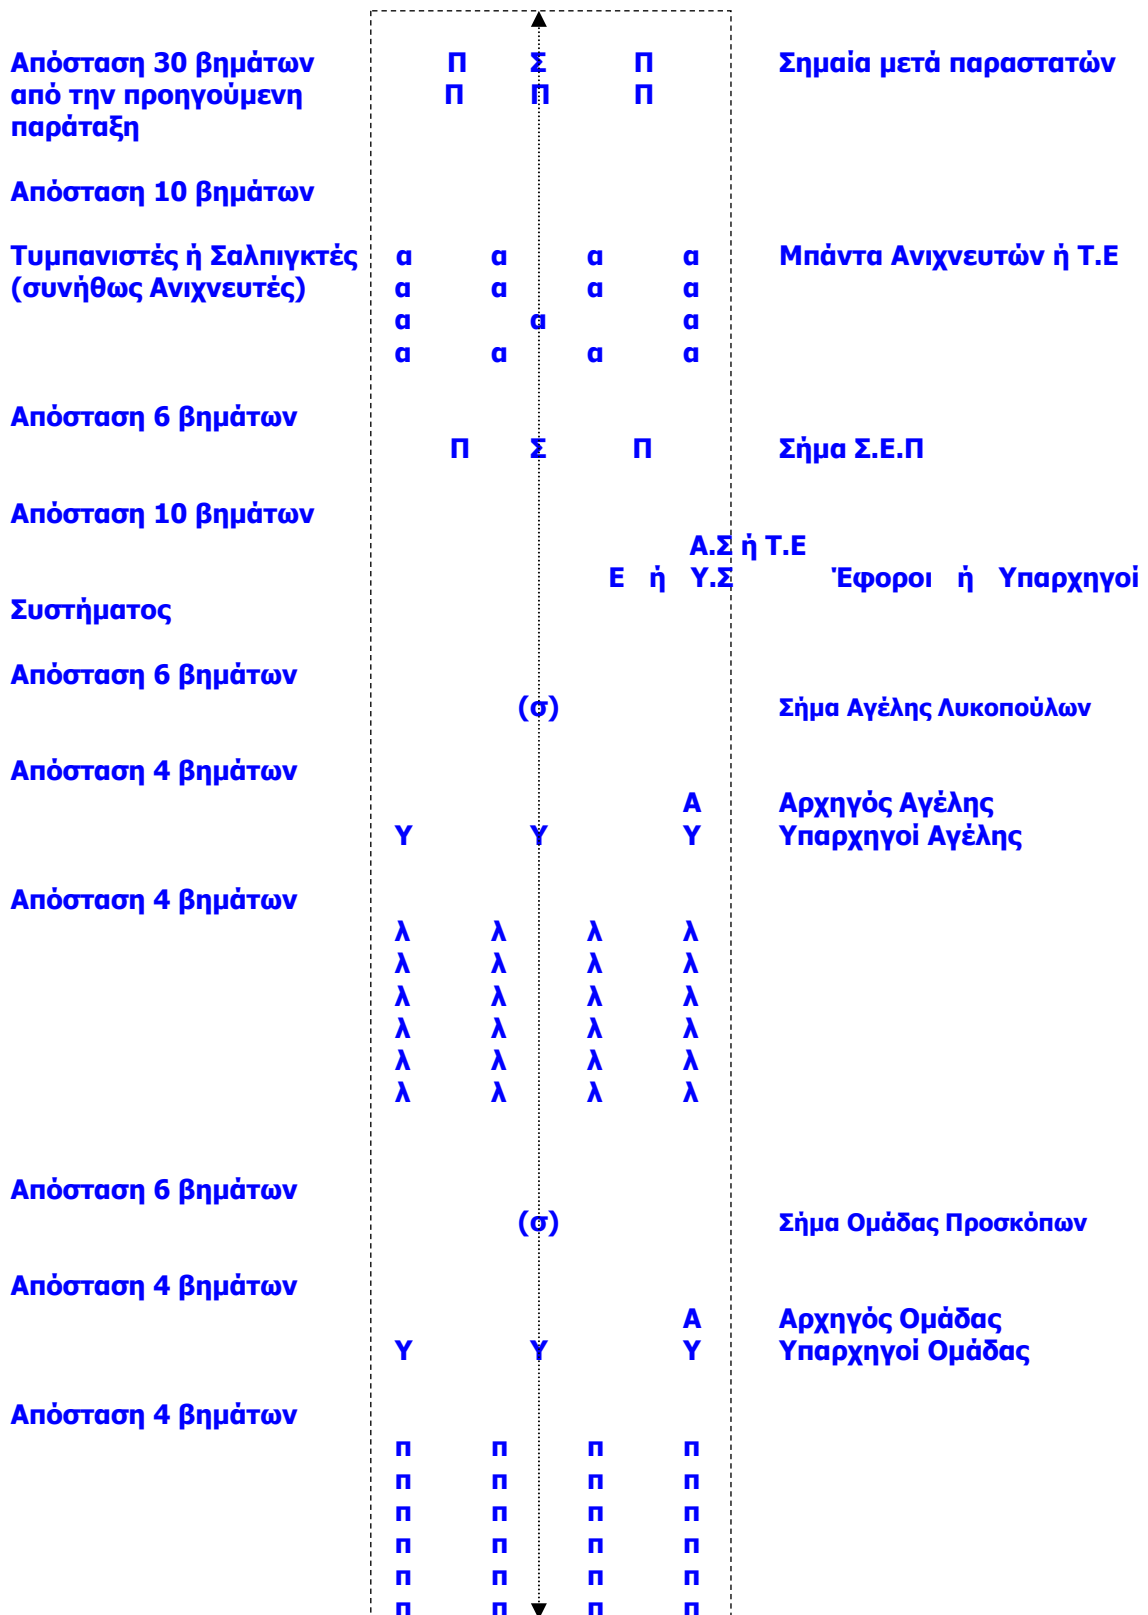 Απόσταση 30 βημάτων Π Σ Π Σημαία μετά παραστατών
από την προηγούμενη Π Π Π
παράταξη
Απόσταση 10 βημάτων
Τυμπανιστές ή Σαλπιγκτές α α α α Μπάντα Ανιχνευτών ή Τ.Ε
(συνήθως Ανιχνευτές) α α α α
α α α
α α α α
Απόσταση 6 βημάτων
Π Σ Π Σήμα Σ.Ε.Π
Απόσταση 10 βημάτων
Α.Σ ή Τ.Ε
Ε ή Υ.Σ Έφοροι ή Υπαρχηγοί
Συστήματος
Απόσταση 6 βημάτων
(σ) Σήμα Αγέλης Λυκοπούλων
Απόσταση 4 βημάτων
Α Αρχηγός Αγέλης
Υ Υ Υ Υπαρχηγοί Αγέλης
Απόσταση 4 βημάτων
λ λ λ λ
λ λ λ λ
λ λ λ λ
λ λ λ λ
λ λ λ λ
λ λ λ λ
Απόσταση 6 βημάτων
(σ) Σήμα Ομάδας Προσκόπων
Απόσταση 4 βημάτων
Α Αρχηγός Ομάδας
Υ Υ Υ Υπαρχηγοί Ομάδας
Απόσταση 4 βημάτων
π π π π
π π π π
π π π π
π π π π
π π π π
π π π π